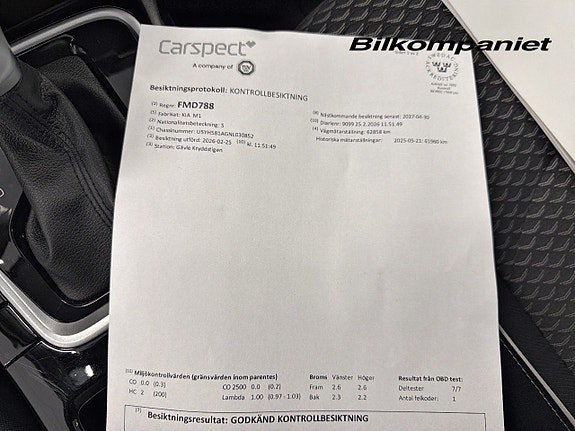 Carspect
A company of
Bilkompaniet
Besiktningsprotokoll: KONTROLLBESIKTNING
Regnr: FMD788
Fabrikat: KIA M1
Nationalitetsbeteckning: S
Chassinummer: U5YH5B1AGNL030852
Besiktning utförd: 2026-02-25 kl. 11:51:49
Station: Gävle Kryddstigen
Nästkommande besiktning senast: 2027-04-30
Diarienr: 9099 25.2.2026 11.51.49
Vägmätarställning: 62858 km
Historiska mätarställningar: 2025-05-21: 45960 km
Miljökontrollvärden (gränsvärden inom parentes)
CO 0.0 (0.3) CO 2500 0.0 (0.2)
HC 2 (200) Lambda 1.00 (0.97 - 1.03)
Broms Vänster Höger
Fram 2.6 2.6
Bak 2.3 2.2
Resultat från OBD test:
Deltester 7/7
Antal felkoder: 1
Besiktningsresultat: GODKÄND KONTROLLBESIKTNING